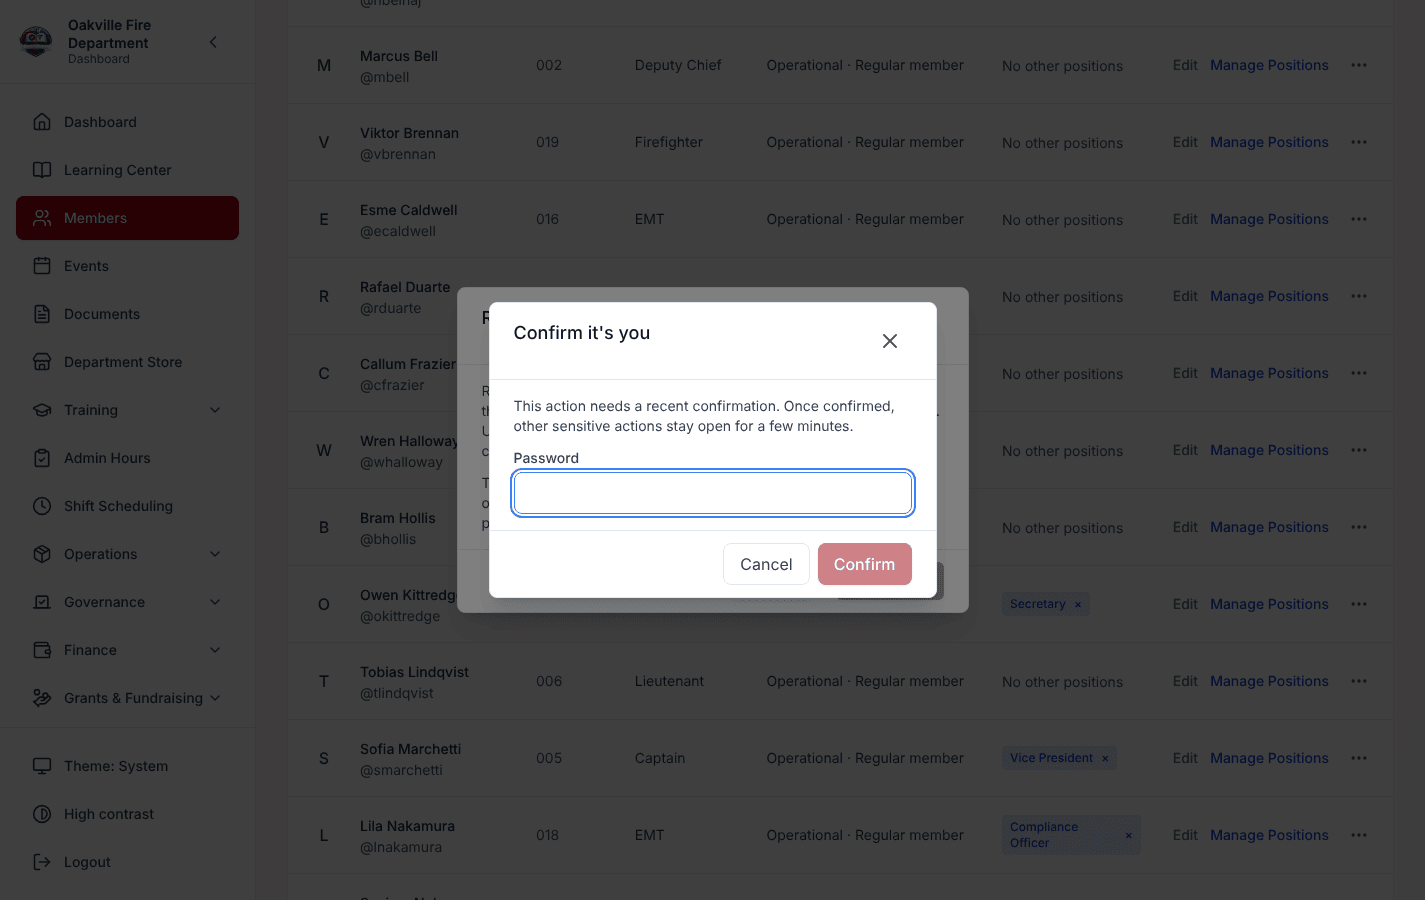 Oakville Fire
Department
Dashboard
Dashboard
Learning Center
Members
Events
Documents
Department Store
Training
Admin Hours
Shift Scheduling
Operations
Governance
Finance
Grants & Fundraising
Theme: System
High contrast
Logout
M Marcus Bell 002 Deputy Chief Operational · Regular member No other positions Edit Manage Positions ···
@mbell
V Viktor Brennan 019 Firefighter Operational · Regular member No other positions Edit Manage Positions ···
@vbrennan
E Esme Caldwell 016 EMT Operational · Regular member No other positions Edit Manage Positions ···
@ecaldwell
R Rafael Duarte No other positions Edit Manage Positions ···
@rduarte
C Callum Frazier No other positions Edit Manage Positions ···
@cfrazier
W Wren Halloway No other positions Edit Manage Positions ···
@whalloway
B Bram Hollis No other positions Edit Manage Positions ···
@bhollis
O Owen Kittredg Secretary × Edit Manage Positions ···
@okittredge
T Tobias Lindqvist 006 Lieutenant Operational · Regular member No other positions Edit Manage Positions ···
@tlindqvist
S Sofia Marchetti 005 Captain Operational · Regular member Vice President × Edit Manage Positions ···
@smarchetti
L Lila Nakamura 018 EMT Operational · Regular member Compliance Officer × Edit Manage Positions ···
@lnakamura
Confirm it's you
This action needs a recent confirmation. Once confirmed,
other sensitive actions stay open for a few minutes.
Password
Cancel
Confirm